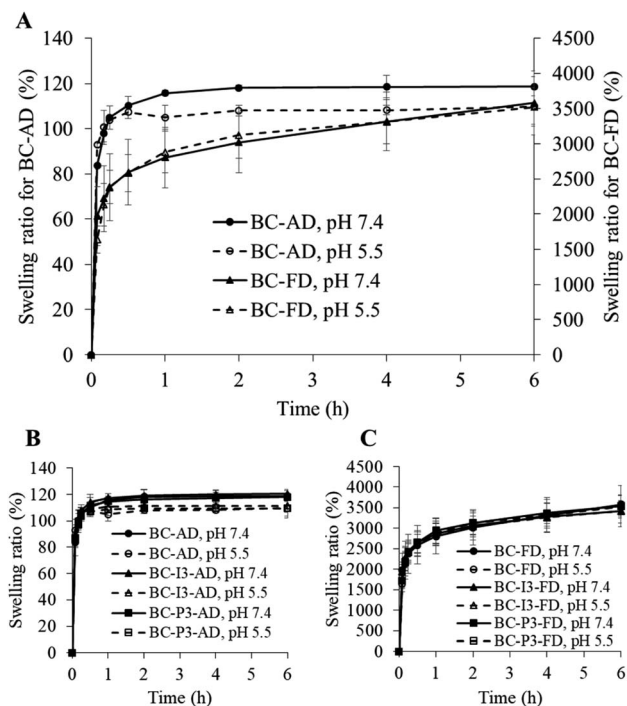 A
Swelling ratio for BC-AD (%)
140
120
100
80
60
40
20
0
4500
4000
3500
3000
2500
2000
1500
1000
500
0
Swelling ratio for BC-FD (%)
BC-AD, pH 7.4
BC-AD, pH 5.5
BC-FD, pH 7.4
BC-FD, pH 5.5
0 1 2 3 4 5 6
Time (h)
B
Swelling ratio (%)
140
120
100
80
60
40
20
0
BC-AD, pH 7.4
BC-AD, pH 5.5
BC-I3-AD, pH 7.4
BC-I3-AD, pH 5.5
BC-P3-AD, pH 7.4
BC-P3-AD, pH 5.5
0 1 2 3 4 5 6
Time (h)
C
Swelling ratio (%)
4500
4000
3500
3000
2500
2000
1500
1000
500
0
BC-FD, pH 7.4
BC-FD, pH 5.5
BC-I3-FD, pH 7.4
BC-I3-FD, pH 5.5
BC-P3-FD, pH 7.4
BC-P3-FD, pH 5.5
0 1 2 3 4 5 6
Time (h)